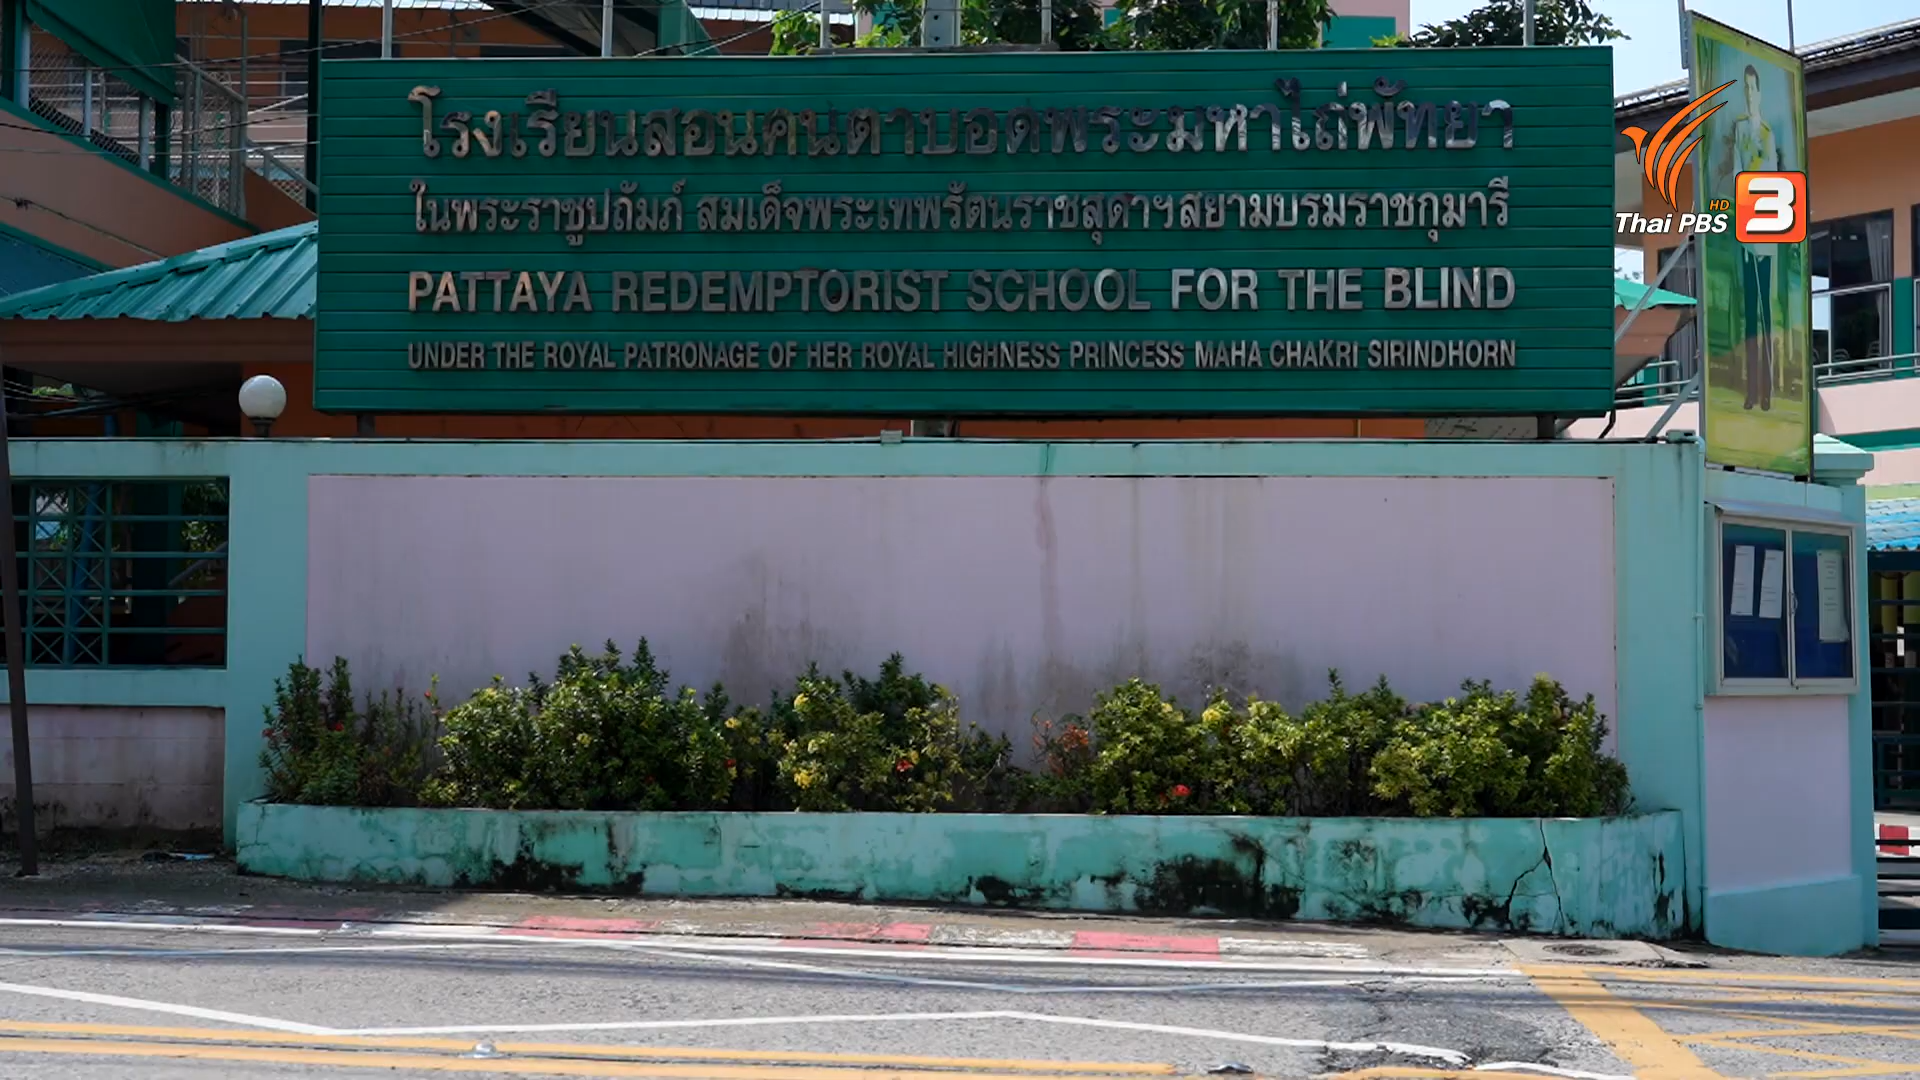 โรงเรียนสอนคนตาบอดพระมหาไถ่พัทยา
ในพระราชูปถัมภ์ สมเด็จพระเทพรัตนราชสุดาฯสยามบรมราชกุมารี
PATTAYA REDEMPTORIST SCHOOL FOR THE BLIND
UNDER THE ROYAL PATRONAGE OF HER ROYAL HIGHNESS PRINCESS MAHA CHAKRI SIRINDHORN
HD
Thai PBS 3